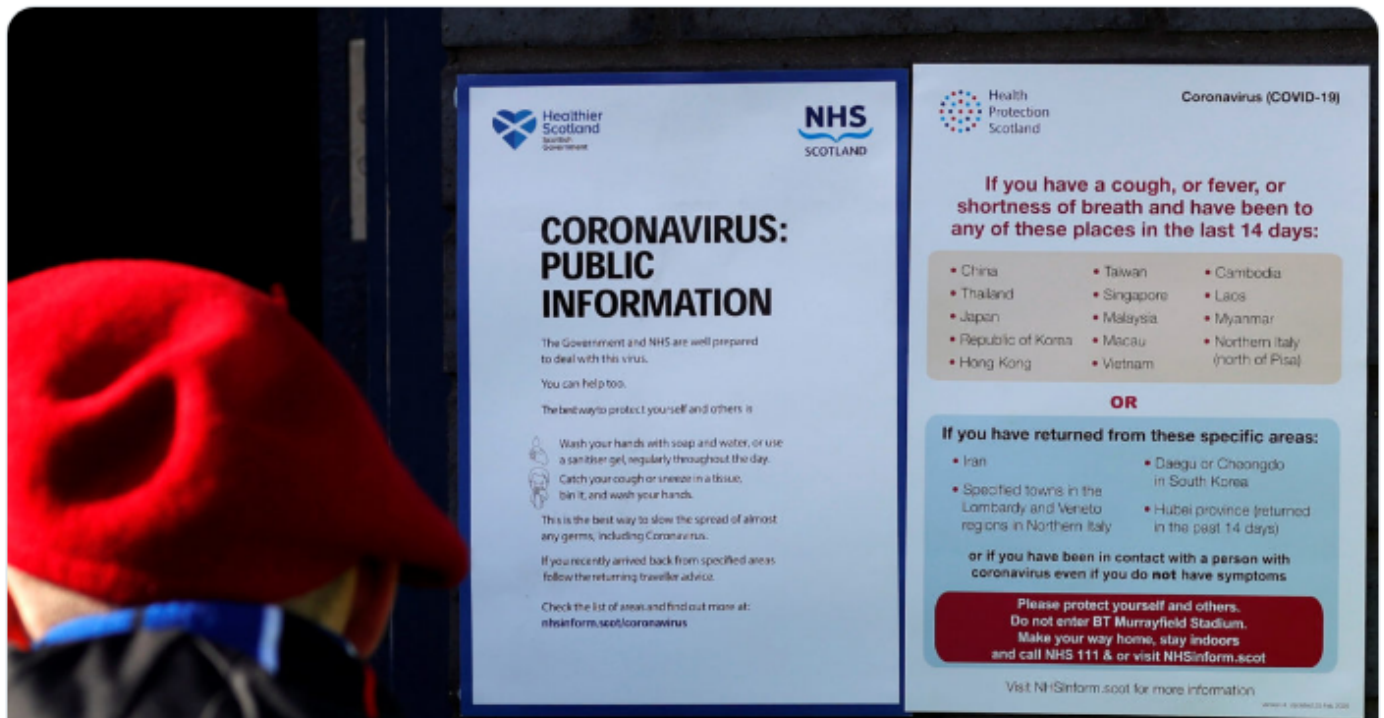 Healthier
Scotland
Scottish
Government
NHS
SCOTLAND
CORONAVIRUS:
PUBLIC
INFORMATION
The Government and NHS are well prepared
to deal with this virus.
You can help too.
The best way to protect yourself and others is
Wash your hands with soap and water, or use
a sanitiser gel, regularly throughout the day.
Catch your cough or sneeze in a tissue,
bin it, and wash your hands.
This is the best way to slow the spread of almost
any germs, including Coronavirus.
If you recently arrived back from specified areas
follow the returning traveller advice.
Check the list of areas and find out more at:
nhsinform.scot/coronavirus
Health
Protection
Scotland
Coronavirus (COVID-19)
If you have a cough, or fever, or
shortness of breath and have been to
any of these places in the last 14 days:
• China
• Thailand
• Japan
• Republic of Korea
• Hong Kong
• Taiwan
• Singapore
• Malaysia
• Macau
• Vietnam
• Cambodia
• Laos
• Myanmar
• Northern Italy
(north of Pisa)
OR
If you have returned from these specific areas:
• Iran
• Specified towns in the
Lombardy and Veneto
regions in Northern Italy
• Daegu or Cheongdo
in South Korea
• Hubei province (returned
in the past 14 days)
or if you have been in contact with a person with
coronavirus even if you do not have symptoms
Please protect yourself and others.
Do not enter BT Murrayfield Stadium.
Make your way home, stay indoors
and call NHS 111 & or visit NHSinform.scot
Visit NHSinform.scot for more information